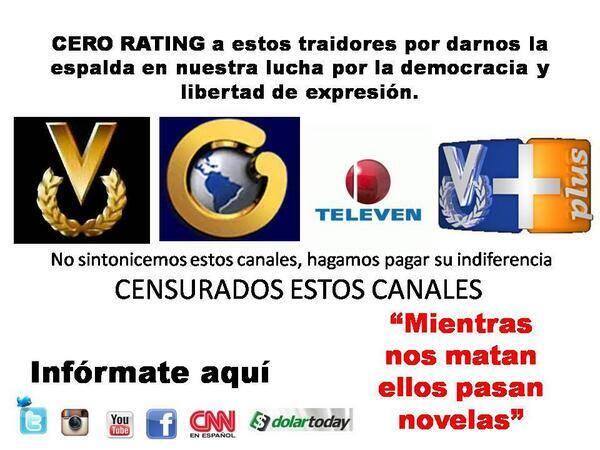 CERO RATING a estos traidores por darnos la
espalda en nuestra lucha por la democracia y
libertad de expresión.
V
G
TELEVEN
V+
plus
No sintonicemos estos canales, hagamos pagar su indiferencia
CENSURADOS ESTOS CANALES
“Mientras
nos matan
ellos pasan
novelas”
Infórmate aquí
t
You
Tube
f
CNN
EN ESPAÑOL
$ dolartoday